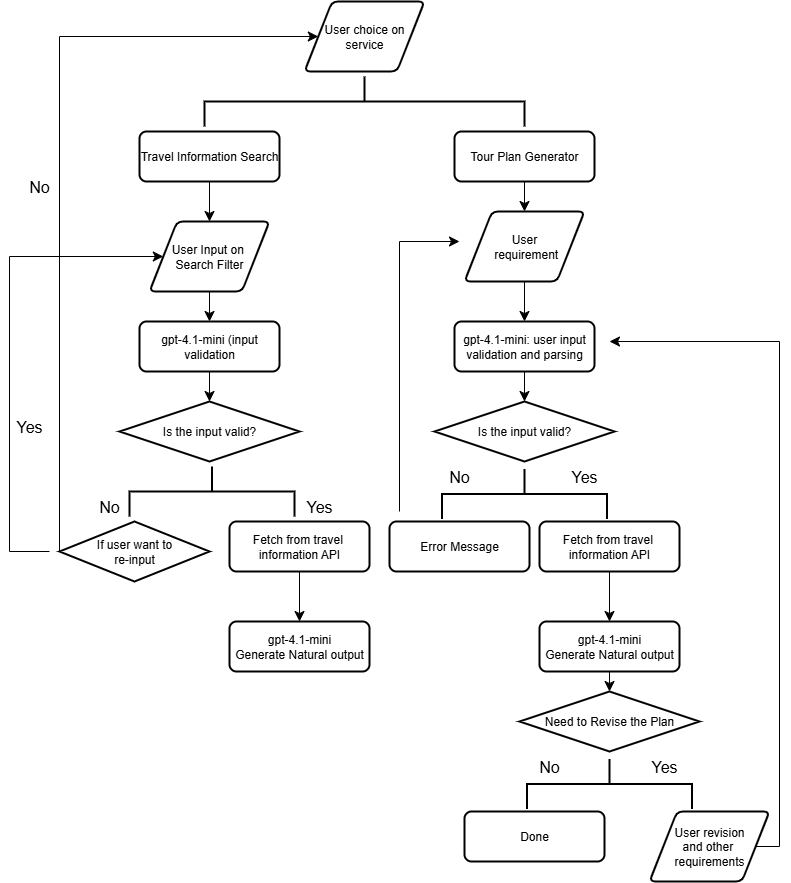 User choice on
service
Travel Information Search
Tour Plan Generator
No
User Input on
Search Filter
User
requirement
gpt-4.1-mini (input
validation
gpt-4.1-mini: user input
validation and parsing
Yes
Is the input valid?
Is the input valid?
No
Yes
No
Yes
If user want to
re-input
Fetch from travel
information API
Error Message
Fetch from travel
information API
gpt-4.1-mini
Generate Natural output
gpt-4.1-mini
Generate Natural output
Need to Revise the Plan
No
Yes
Done
User revision
and other
requirements